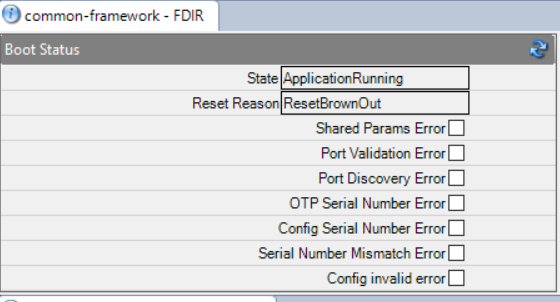 common-framework - FDIR
Boot Status
State ApplicationRunning
Reset Reason ResetBrownOut
Shared Params Error
Port Validation Error
Port Discovery Error
OTP Serial Number Error
Config Serial Number Error
Serial Number Mismatch Error
Config invalid error